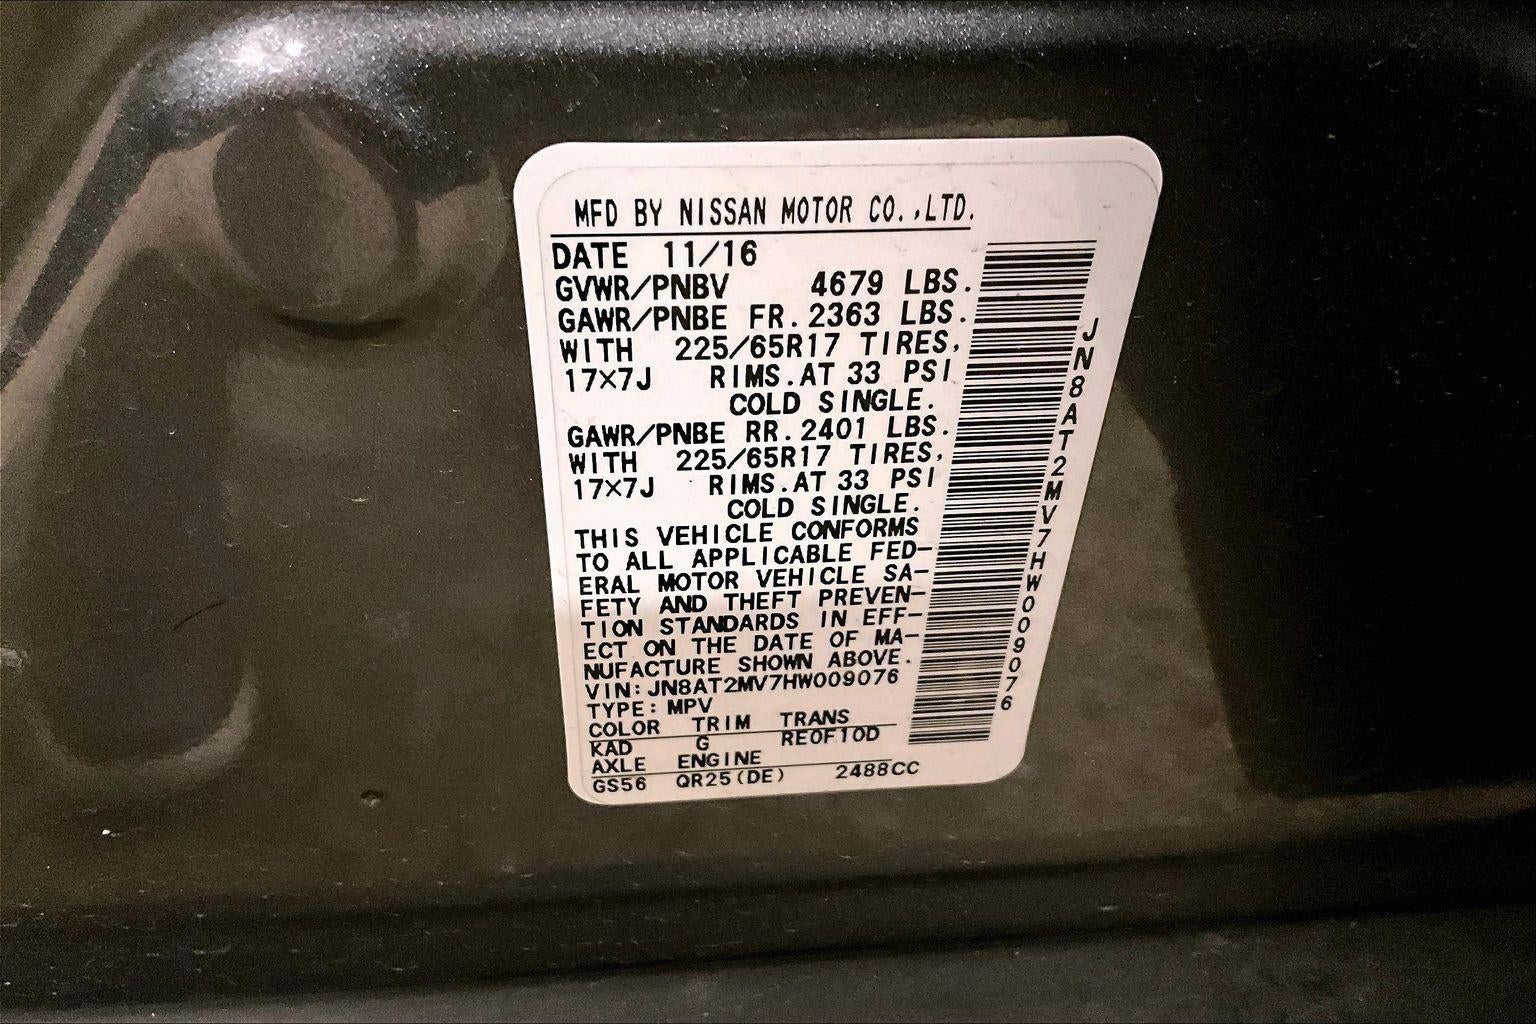 MFD BY NISSAN MOTOR CO.,LTD.
DATE 11/16
GVWR/PNBV 4679 LBS.
GAWR/PNBE FR.2363 LBS.
WITH 225/65R17 TIRES,
17×7J RIMS.AT 33 PSI
COLD SINGLE.
GAWR/PNBE RR.2401 LBS.
WITH 225/65R17 TIRES,
17×7J RIMS.AT 33 PSI
COLD SINGLE.
THIS VEHICLE CONFORMS
TO ALL APPLICABLE FED-
ERAL MOTOR VEHICLE SA-
FETY AND THEFT PREVEN-
TION STANDARDS IN EFF-
ECT ON THE DATE OF MA-
NUFACTURE SHOWN ABOVE.
VIN:JN8AT2MV7HW009076
TYPE:MPV
COLOR TRIM TRANS
KAD G RE0F10D
AXLE ENGINE
GS56 QR25(DE) 2488CC
JN8AT2MV7HW009076